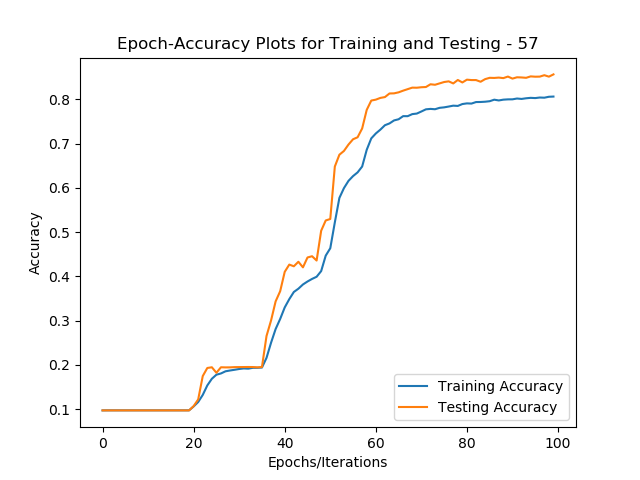 Epoch-Accuracy Plots for Training and Testing - 57
Accuracy
0.8
0.7
0.6
0.5
0.4
0.3
0.2
0.1
Training Accuracy
Testing Accuracy
0 20 40 60 80 100
Epochs/Iterations